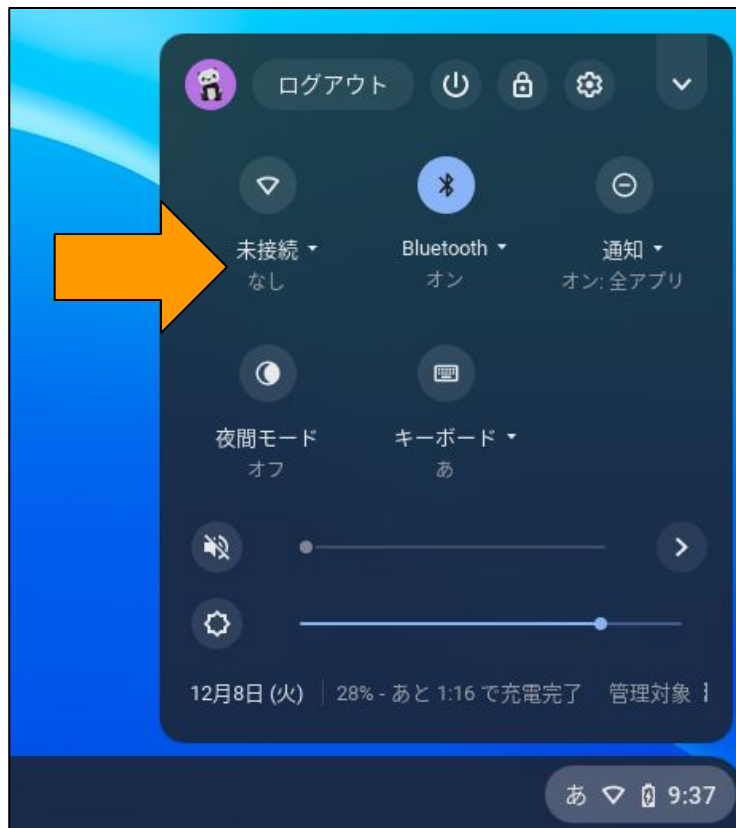 ログアウト
未接続
なし
Bluetooth
オン
通知
オン: 全アプリ
夜間モード
オフ
キーボード
あ
12月8日 (火)
28% - あと 1:16 で充電完了
管理対象
あ
9:37